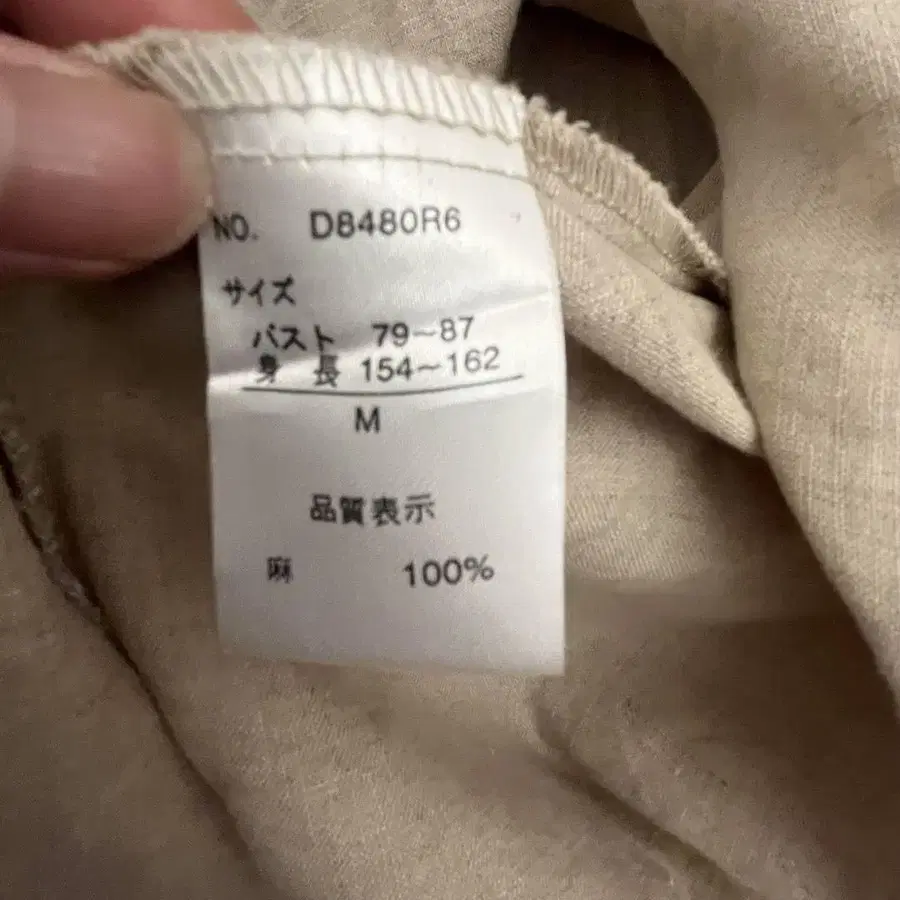 NO. D8480R6
サイズ
バスト 79~87
身 長 154~162
M
品質表示
麻 100%